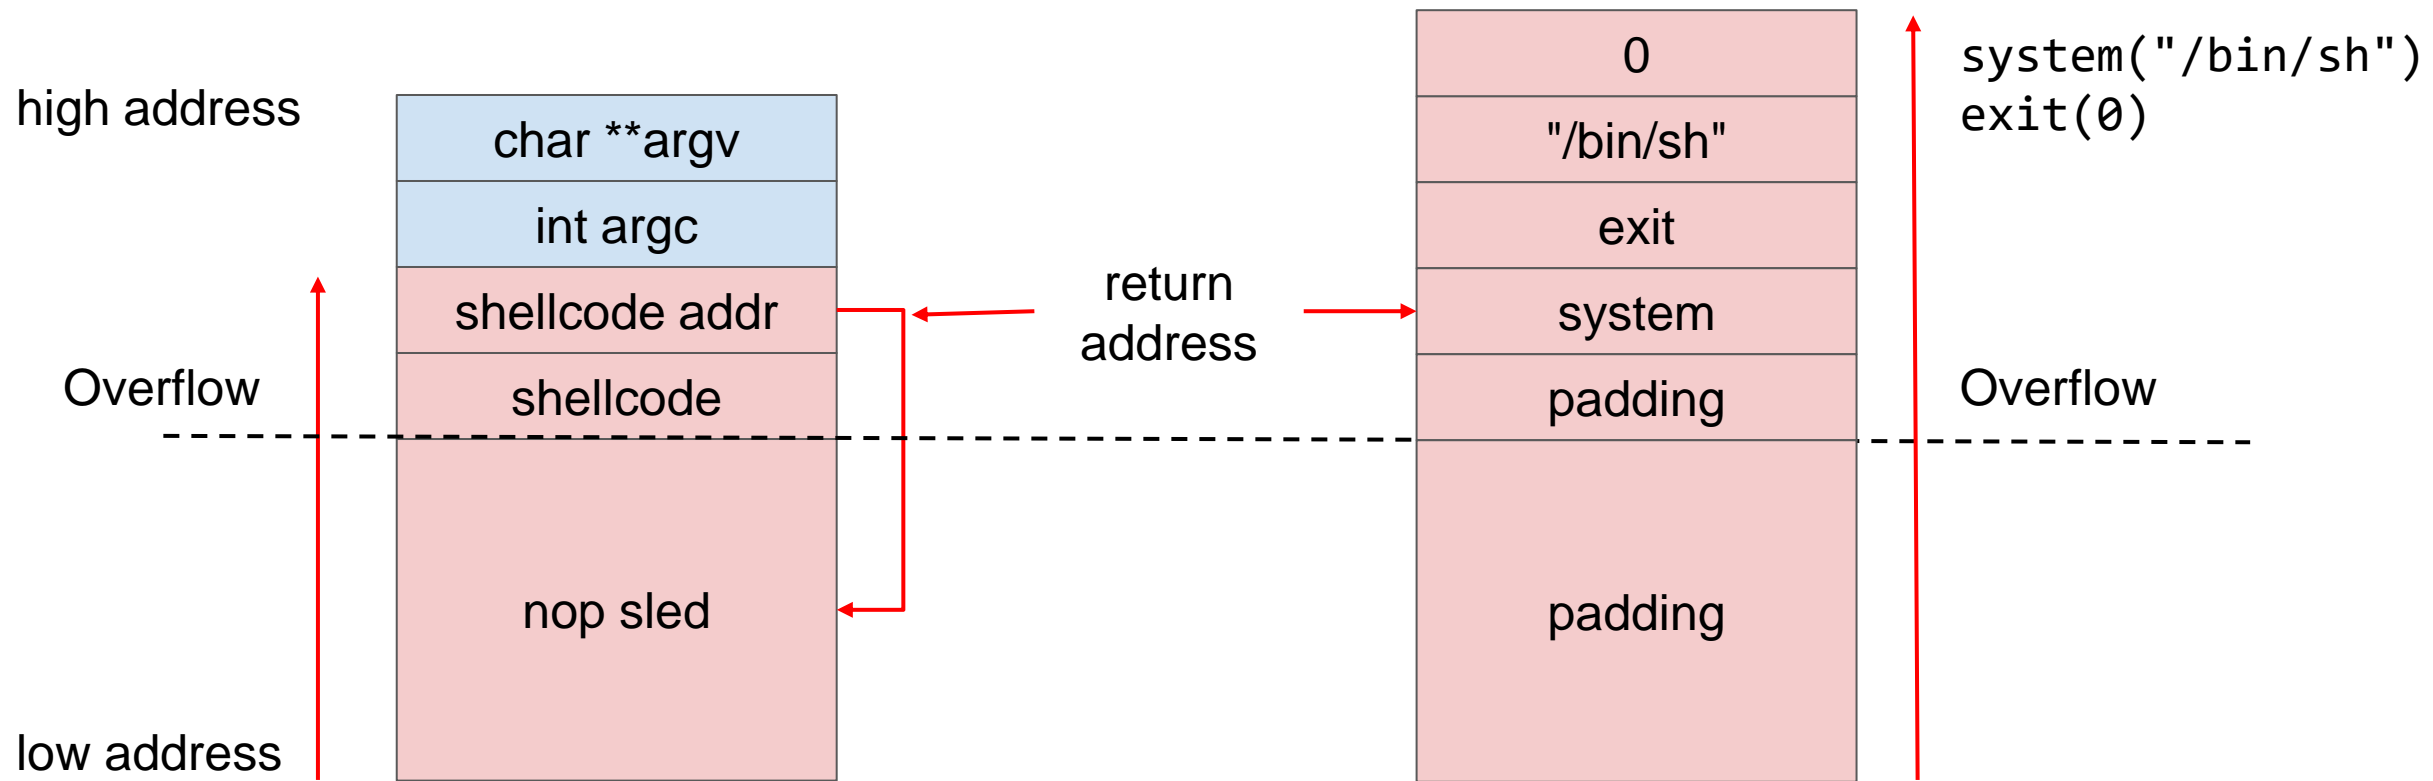 high address
char **argv
int argc
shellcode addr
shellcode
nop sled
Overflow
low address
return
address
0
"/bin/sh"
exit
system
padding
padding
system("/bin/sh")
exit(0)
Overflow